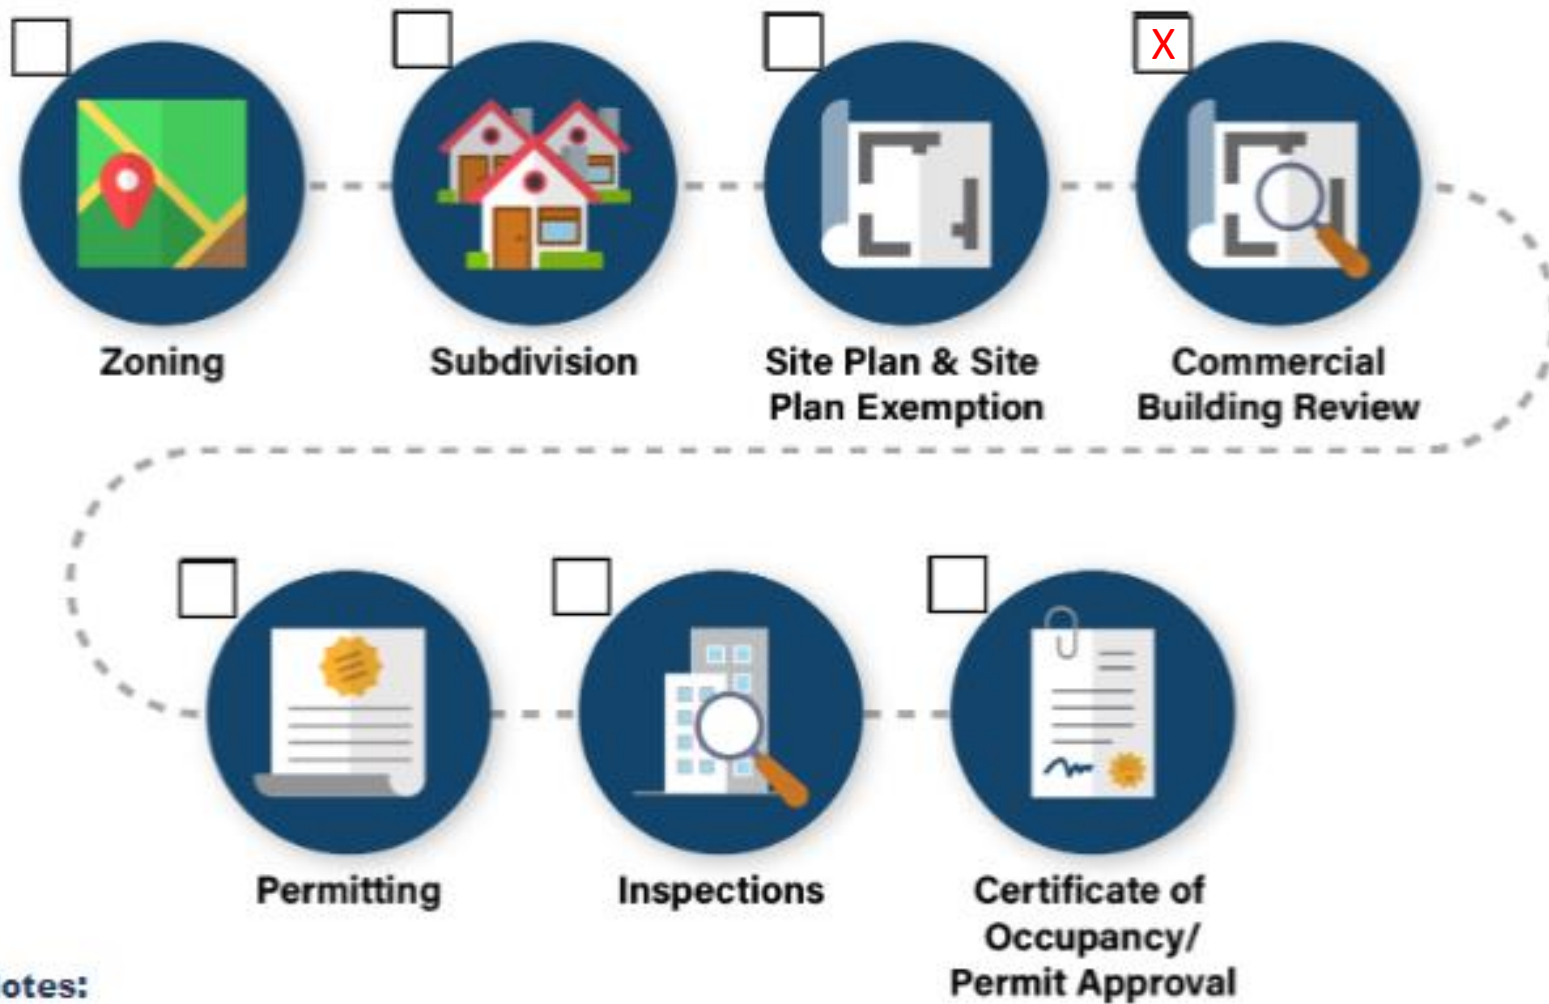 X
Zoning
Subdivision
Site Plan & Site
Plan Exemption
Commercial
Building Review
Permitting
Inspections
Certificate of
Occupancy/
Permit Approval
otes: